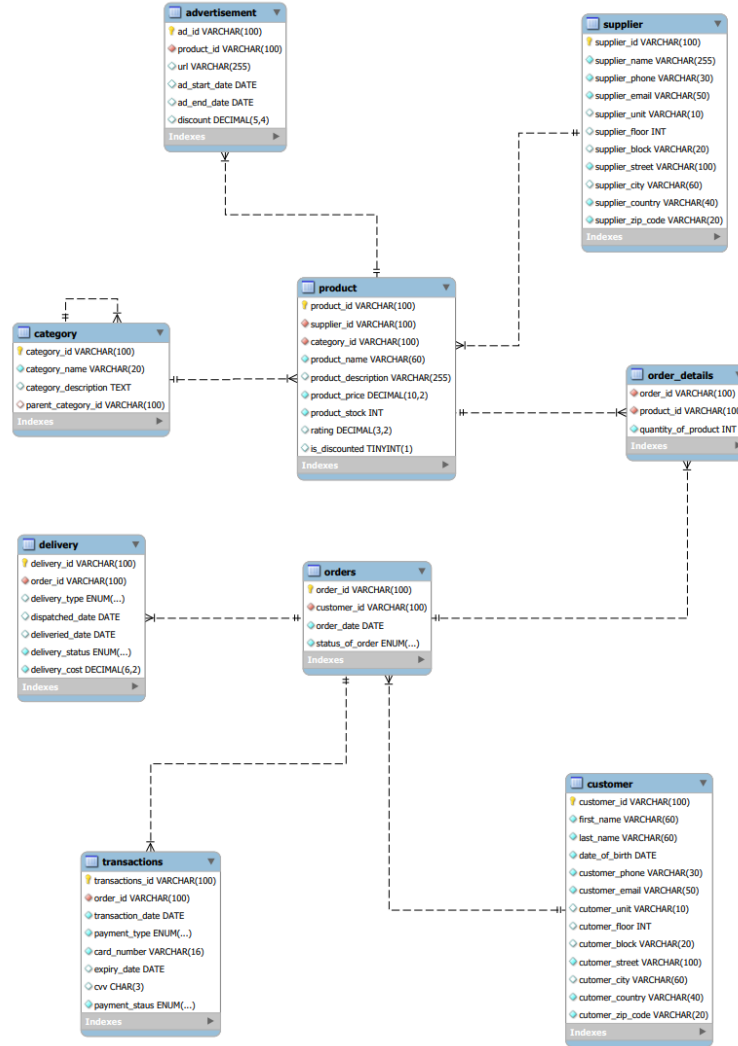 advertisement
ad_id VARCHAR(100)
product_id VARCHAR(100)
url VARCHAR(255)
ad_start_date DATE
ad_end_date DATE
discount DECIMAL(5,4)
Indexes
supplier
supplier_id VARCHAR(100)
supplier_name VARCHAR(255)
supplier_phone VARCHAR(30)
supplier_email VARCHAR(50)
supplier_unit VARCHAR(10)
supplier_floor INT
supplier_block VARCHAR(20)
supplier_street VARCHAR(100)
supplier_city VARCHAR(60)
supplier_country VARCHAR(40)
supplier_zip_code VARCHAR(20)
Indexes
product
product_id VARCHAR(100)
supplier_id VARCHAR(100)
category_id VARCHAR(100)
product_name VARCHAR(60)
product_description VARCHAR(255)
product_price DECIMAL(10,2)
product_stock INT
rating DECIMAL(3,2)
is_discounted TINYINT(1)
Indexes
category
category_id VARCHAR(100)
category_name VARCHAR(20)
category_description TEXT
parent_category_id VARCHAR(100)
Indexes
order_details
order_id VARCHAR(100)
product_id VARCHAR(100
quantity_of_product INT
Indexes
delivery
delivery_id VARCHAR(100)
order_id VARCHAR(100)
delivery_type ENUM(...)
dispatched_date DATE
deliveried_date DATE
delivery_status ENUM(...)
delivery_cost DECIMAL(6,2)
Indexes
orders
order_id VARCHAR(100)
customer_id VARCHAR(100)
order_date DATE
status_of_order ENUM(...)
Indexes
transactions
transactions_id VARCHAR(100)
order_id VARCHAR(100)
transaction_date DATE
payment_type ENUM(...)
card_number VARCHAR(16)
expiry_date DATE
cvv CHAR(3)
payment_staus ENUM(...)
Indexes
customer
customer_id VARCHAR(100)
first_name VARCHAR(60)
last_name VARCHAR(60)
date_of_birth DATE
customer_phone VARCHAR(30)
customer_email VARCHAR(50)
cutomer_unit VARCHAR(10)
cutomer_floor INT
cutomer_block VARCHAR(20)
cutomer_street VARCHAR(100)
cutomer_city VARCHAR(60)
cutomer_country VARCHAR(40)
cutomer_zip_code VARCHAR(20)
Indexes